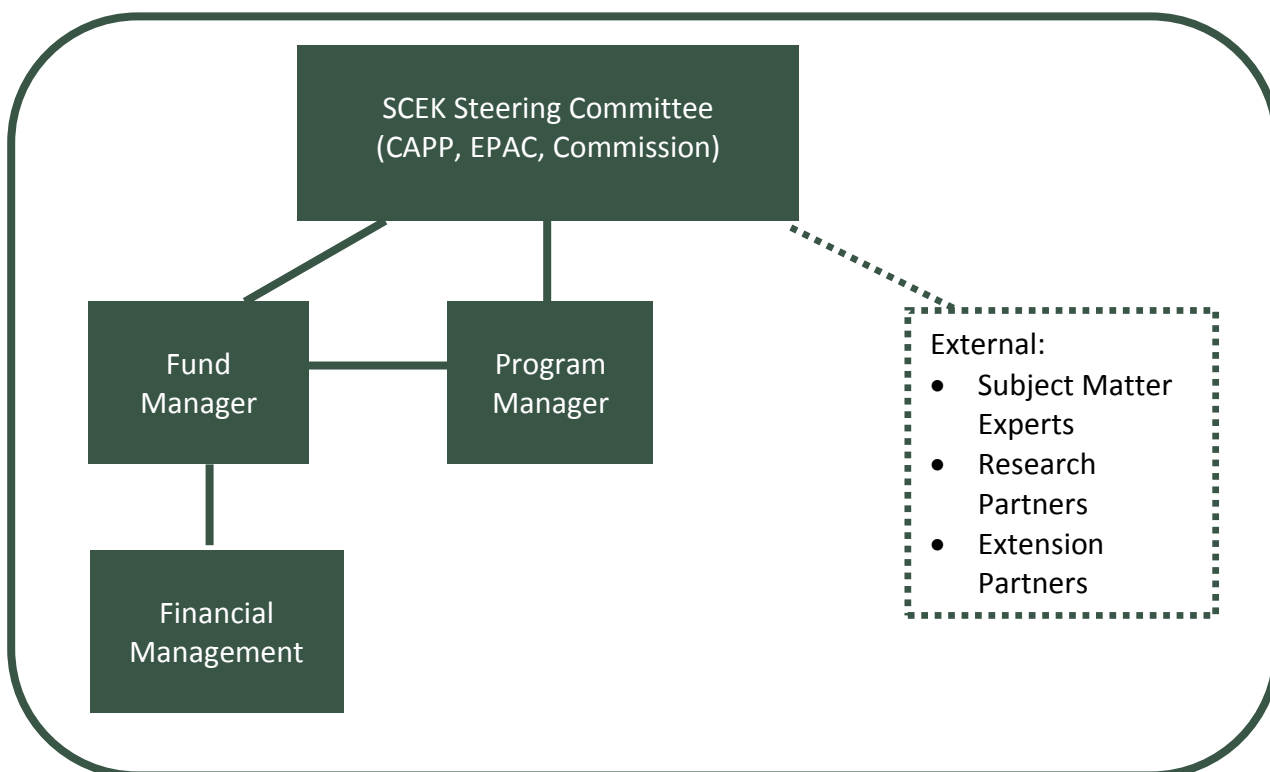 SCEK Steering Committee
(CAPP, EPAC, Commission)
Fund
Manager
Program
Manager
External:
• Subject Matter
Experts
• Research
Partners
• Extension
Partners
Financial
Management